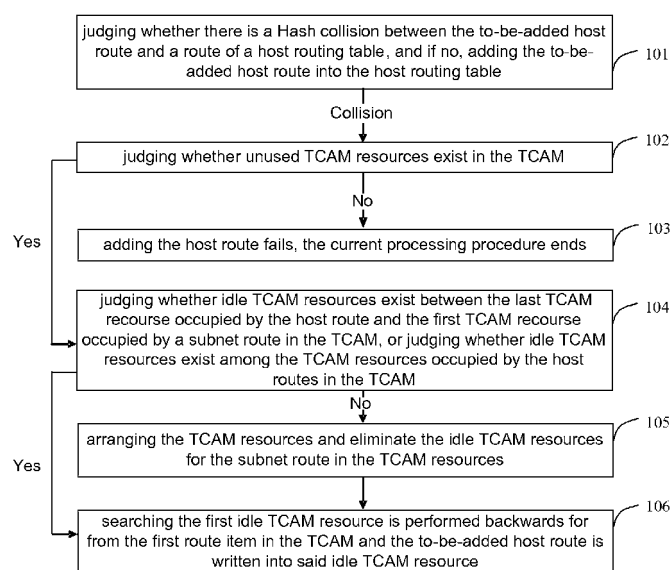 judging whether there is a Hash collision between the to-be-added host
route and a route of a host routing table, and if no, adding the to-be-
added host route into the host routing table
101
Collision
judging whether unused TCAM resources exist in the TCAM
102
No
Yes
adding the host route fails, the current processing procedure ends
103
judging whether idle TCAM resources exist between the last TCAM
recourse occupied by the host route and the first TCAM recourse
occupied by a subnet route in the TCAM, or judging whether idle TCAM
resources exist among the TCAM resources occupied by the host
routes in the TCAM
104
No
Yes
arranging the TCAM resources and eliminate the idle TCAM resources
for the subnet route in the TCAM resources
105
searching the first idle TCAM resource is performed backwards for
from the first route item in the TCAM and the to-be-added host route is
written into said idle TCAM resource
106